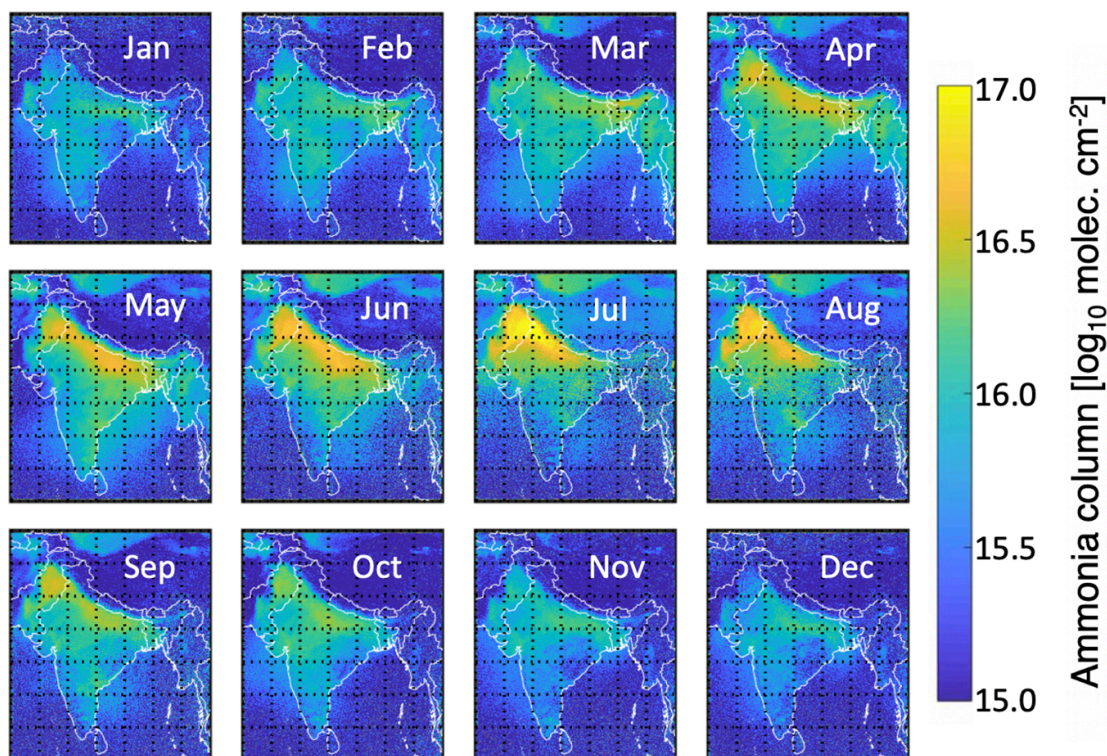 Jan
Feb
Mar
Apr
May
Jun
Jul
Aug
Sep
Oct
Nov
Dec
17.0
16.5
16.0
15.5
15.0
Ammonia column [log₁₀ molec. cm⁻²]